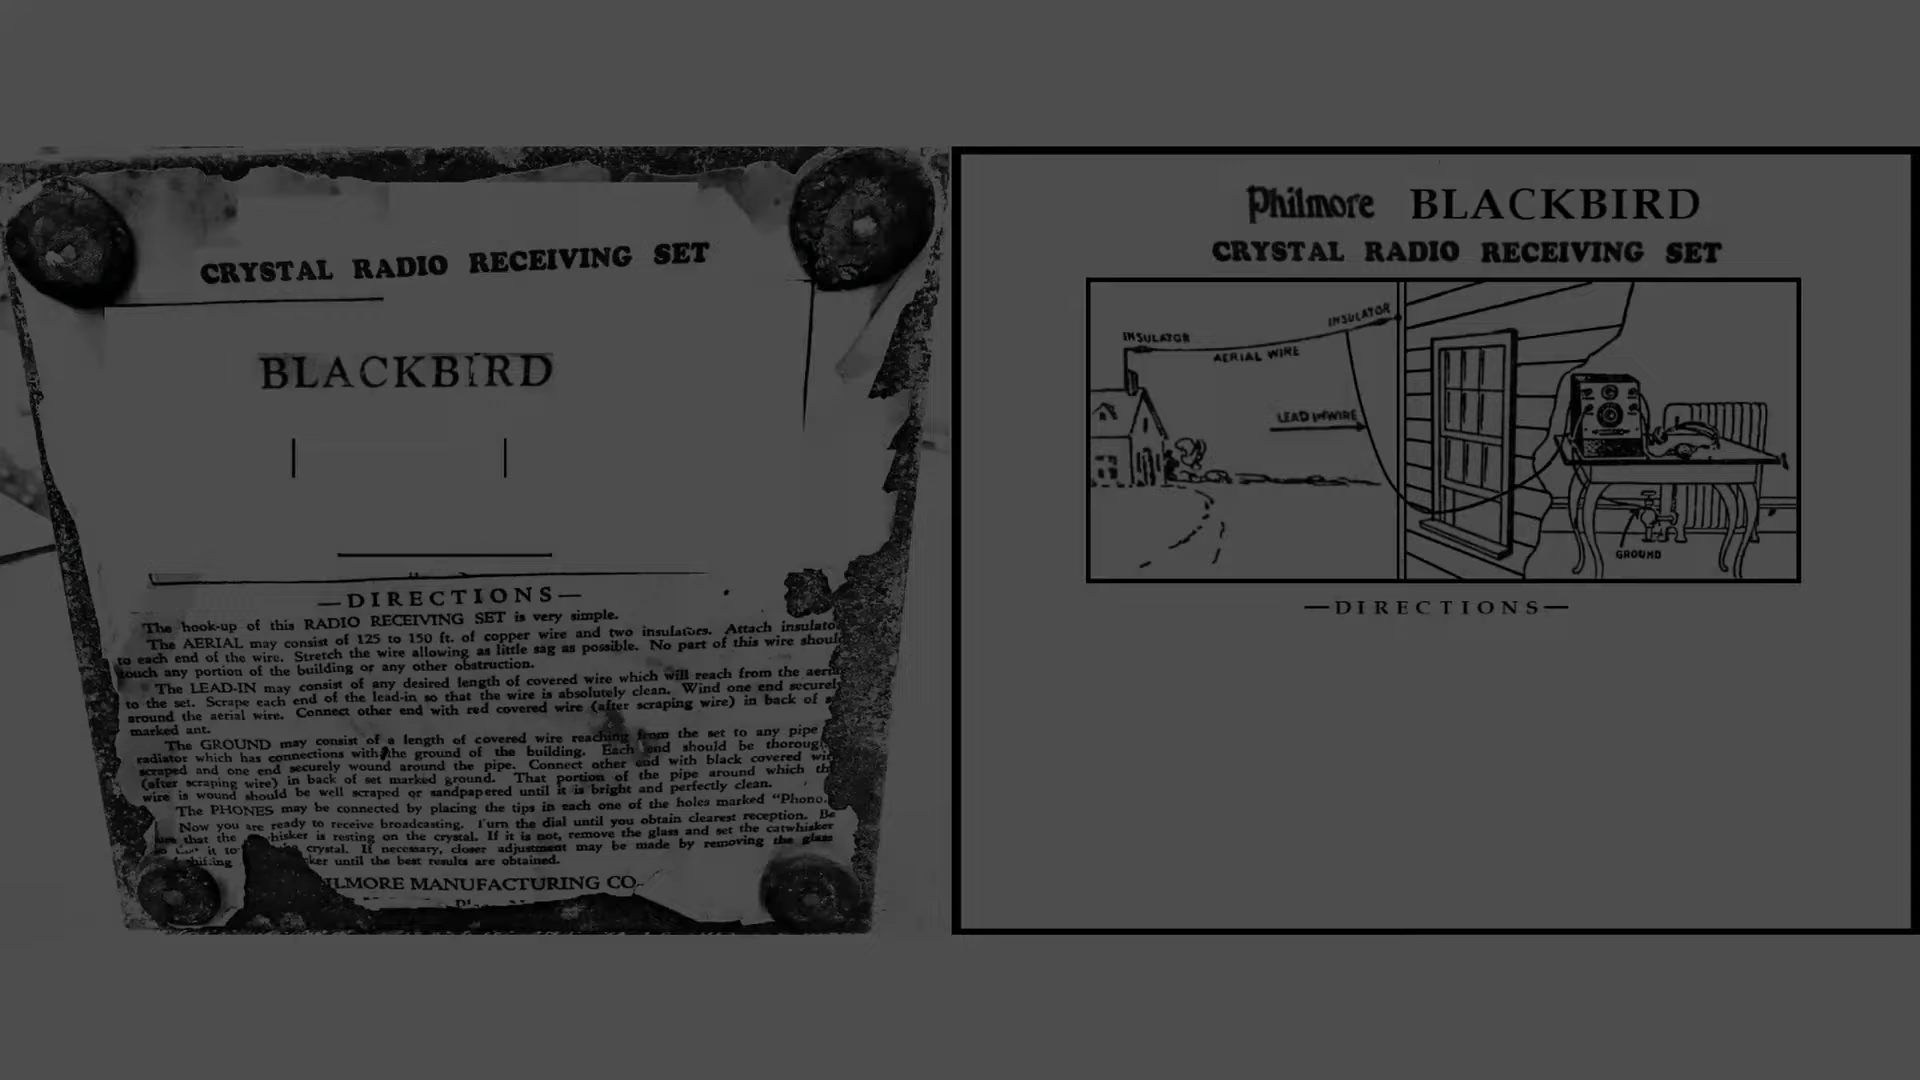 CRYSTAL RADIO RECEIVING SET
BLACKBIRD
—DIRECTIONS—
The hook-up of this RADIO RECEIVING SET is very simple.
The AERIAL may consist of 125 to 150 ft. of copper wire and two insulators. Attach insulato
to each end of the wire. Stretch the wire allowing as little sag as possible. No part of this wire shoul
touch any portion of the building or any other obstruction.
The LEAD-IN may consist of any desired length of covered wire which will reach from the aeria
to the set. Scrape each end of the lead-in so that the wire is absolutely clean. Wind one end securel
around the aerial wire. Connect other end with red covered wire (after scraping wire) in back of s
marked ant.
The GROUND may consist of a length of covered wire reaching from the set to any pipe
radiator which has connections with the ground of the building. Each end should be thoroug
scraped and one end securely wound around the pipe. Connect other end with black covered wi
(after scraping wire) in back of set marked ground. That portion of the pipe around which th
wire is wound should be well scraped or sandpapered until it is bright and perfectly clean.
The PHONES may be connected by placing the tips in each one of the holes marked "Phono.
Now you are ready to receive broadcasting. Turn the dial until you obtain clearest reception. Be
that the hisker is resting on the crystal. If it is not, remove the glass and set the catwhisker
it to crystal. If necessary, closer adjustment may be made by removing the glass
ker until the best results are obtained.
ILMORE MANUFACTURING CO.
Philmore BLACKBIRD
CRYSTAL RADIO RECEIVING SET
INSULATOR
INSULATOR
AERIAL WIRE
LEAD IN WIRE
GROUND
—DIRECTIONS—